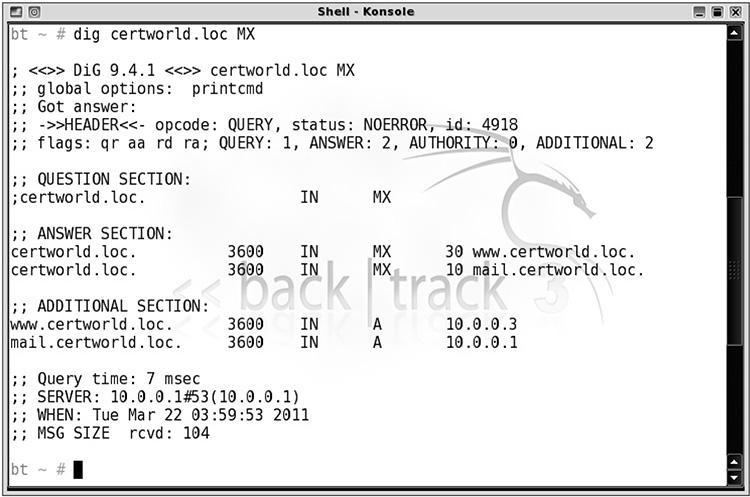 Shell - Konsole
bt ~ # dig certworld.loc MX
; <<>> DiG 9.4.1 <<>> certworld.loc MX
;; global options:  printcmd
;; Got answer:
;; ->>HEADER<<- opcode: QUERY, status: NOERROR, id: 4918
;; flags: qr aa rd ra; QUERY: 1, ANSWER: 2, AUTHORITY: 0, ADDITIONAL: 2
;; QUESTION SECTION:
;certworld.loc.                 IN      MX
;; ANSWER SECTION:
certworld.loc.          3600    IN      MX      30 www.certworld.loc.
certworld.loc.          3600    IN      MX      10 mail.certworld.loc.
<< back | track 3
;; ADDITIONAL SECTION:
www.certworld.loc.      3600    IN      A       10.0.0.3
mail.certworld.loc.     3600    IN      A       10.0.0.1
;; Query time: 7 msec
;; SERVER: 10.0.0.1#53(10.0.0.1)
;; WHEN: Tue Mar 22 03:59:53 2011
;; MSG SIZE  rcvd: 104
bt ~ #